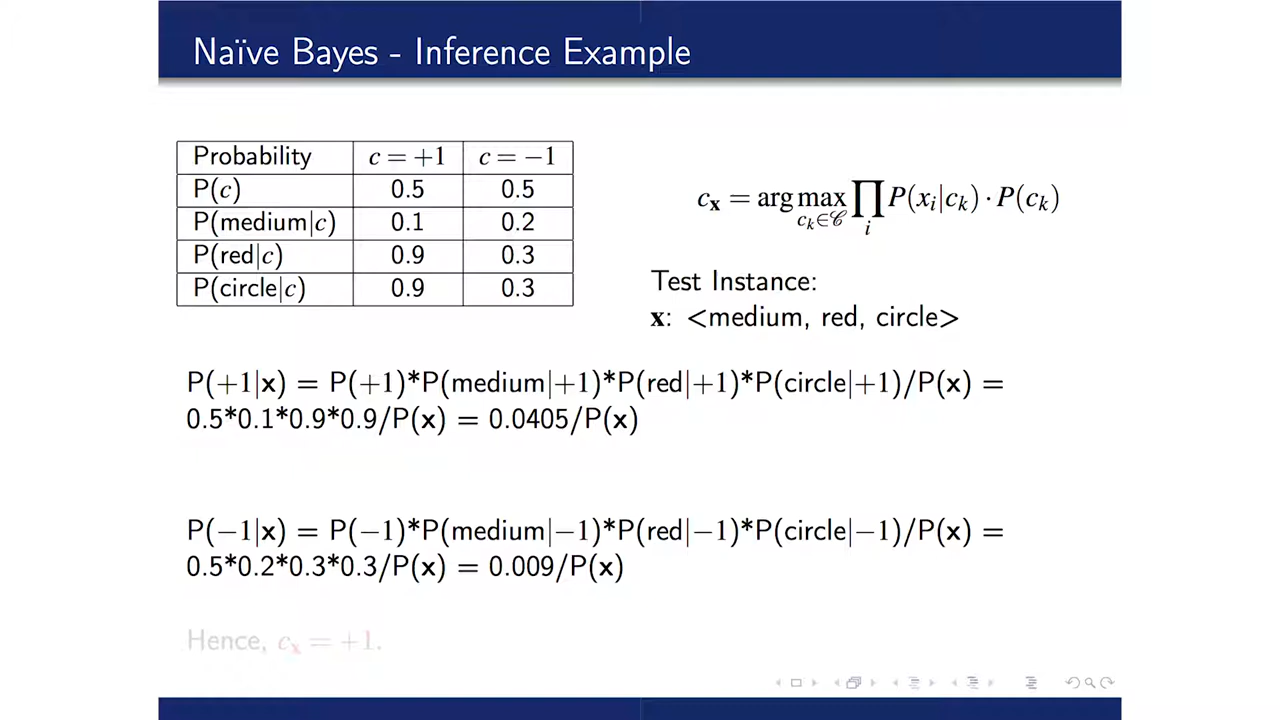 Naïve Bayes - Inference Example
Probability c = +1 c = −1
P(c) 0.5 0.5
P(medium|c) 0.1 0.2
P(red|c) 0.9 0.3
P(circle|c) 0.9 0.3
c_x = arg max_{c_k∈𝒞} ∏_i P(x_i|c_k) · P(c_k)
Test Instance:
x: <medium, red, circle>
P(+1|x) = P(+1)*P(medium|+1)*P(red|+1)*P(circle|+1)/P(x) =
0.5*0.1*0.9*0.9/P(x) = 0.0405/P(x)
P(−1|x) = P(−1)*P(medium|−1)*P(red|−1)*P(circle|−1)/P(x) =
0.5*0.2*0.3*0.3/P(x) = 0.009/P(x)
Hence, c_x = +1.